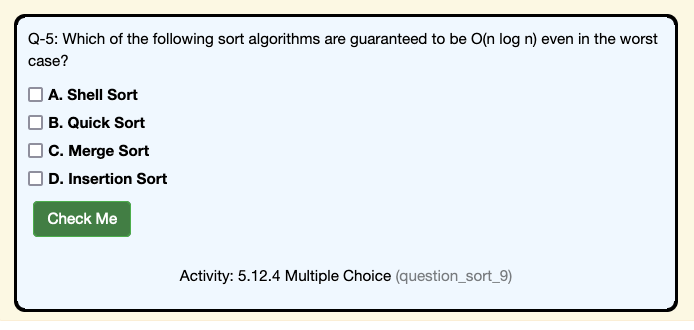 Q-5: Which of the following sort algorithms are guaranteed to be O(n log n) even in the worst
case?
A. Shell Sort
B. Quick Sort
C. Merge Sort
D. Insertion Sort
Check Me
Activity: 5.12.4 Multiple Choice (question_sort_9)